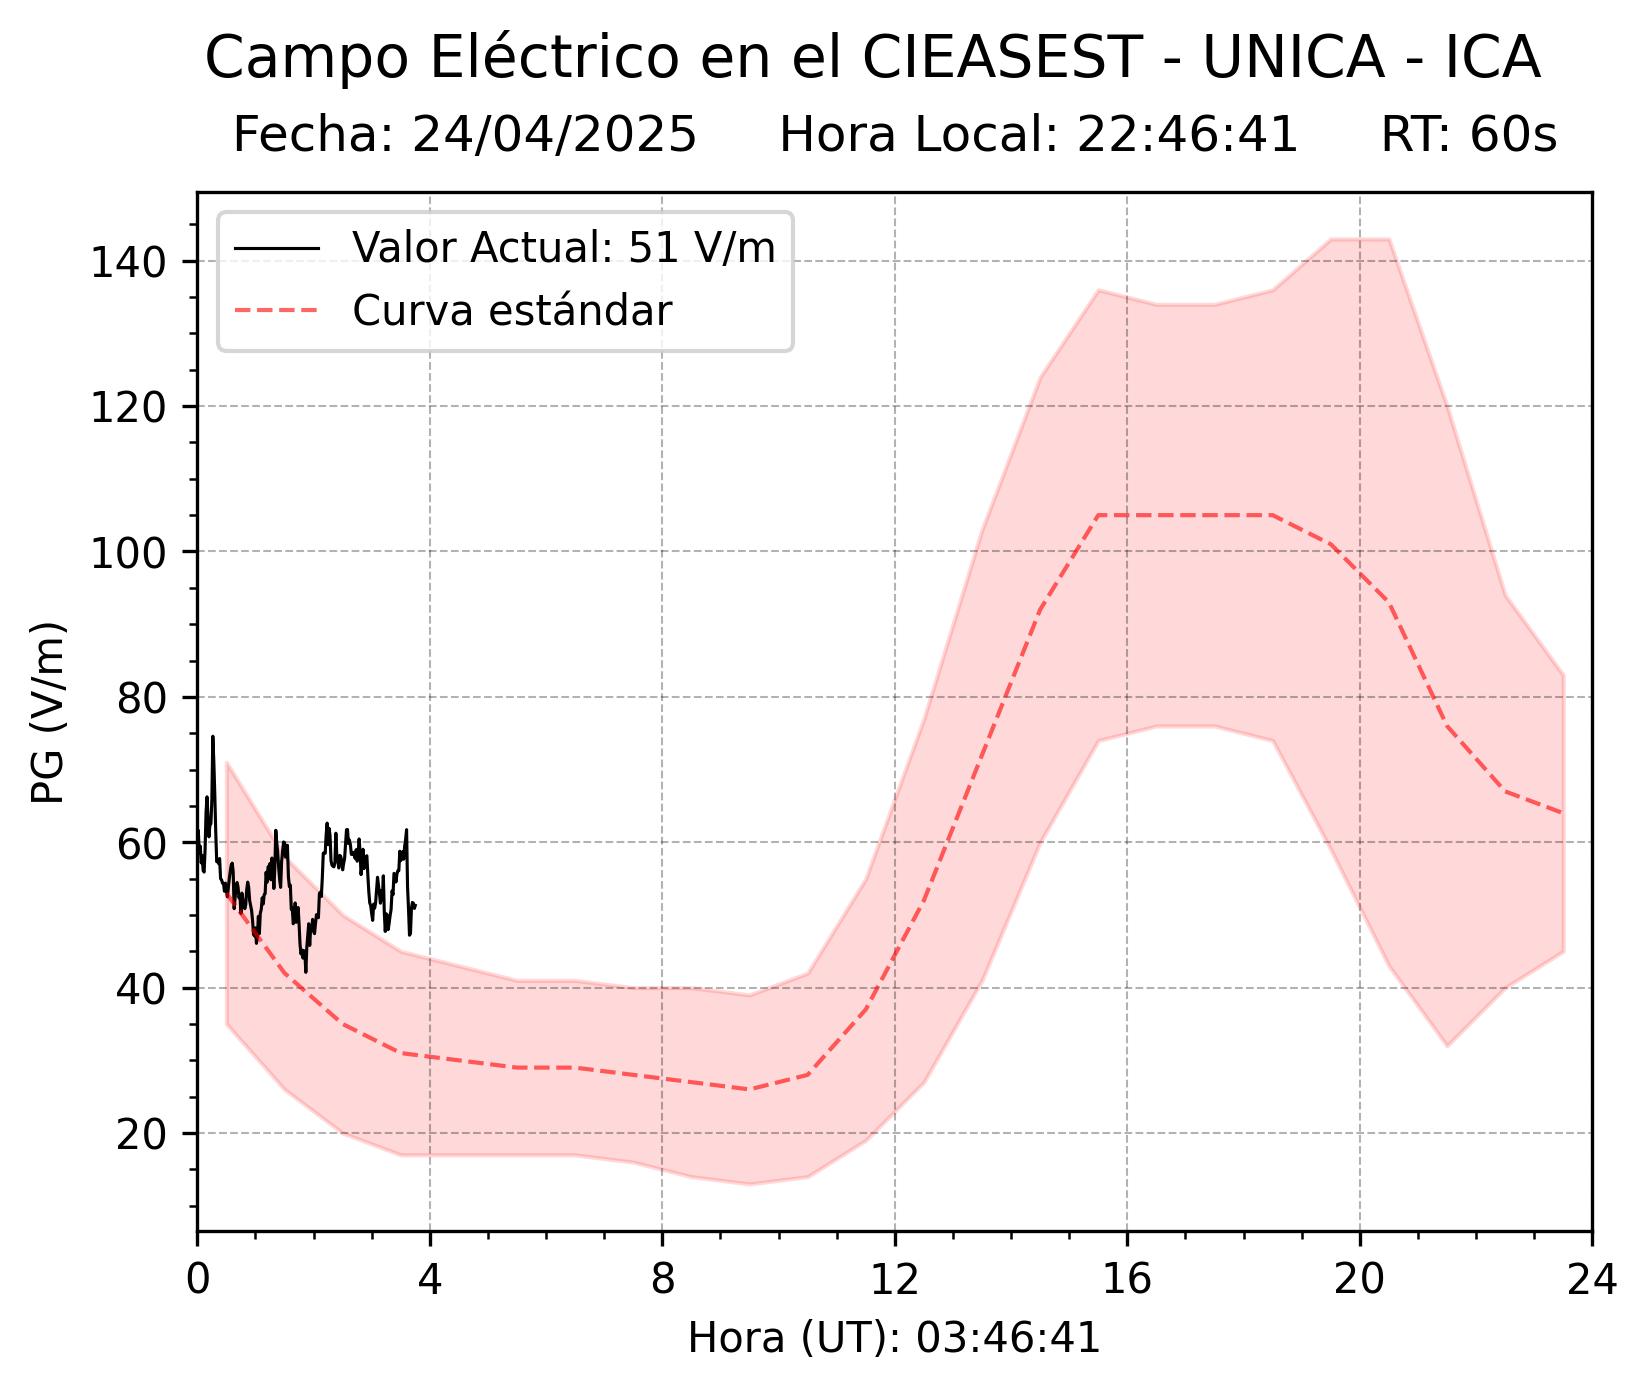 Campo Eléctrico en el CIEASEST - UNICA - ICA
Fecha: 24/04/2025 Hora Local: 22:46:41 RT: 60s
Valor Actual: 51 V/m
Curva estándar
PG (V/m)
140
120
100
80
60
40
20
0 4 8 12 16 20 24
Hora (UT): 03:46:41